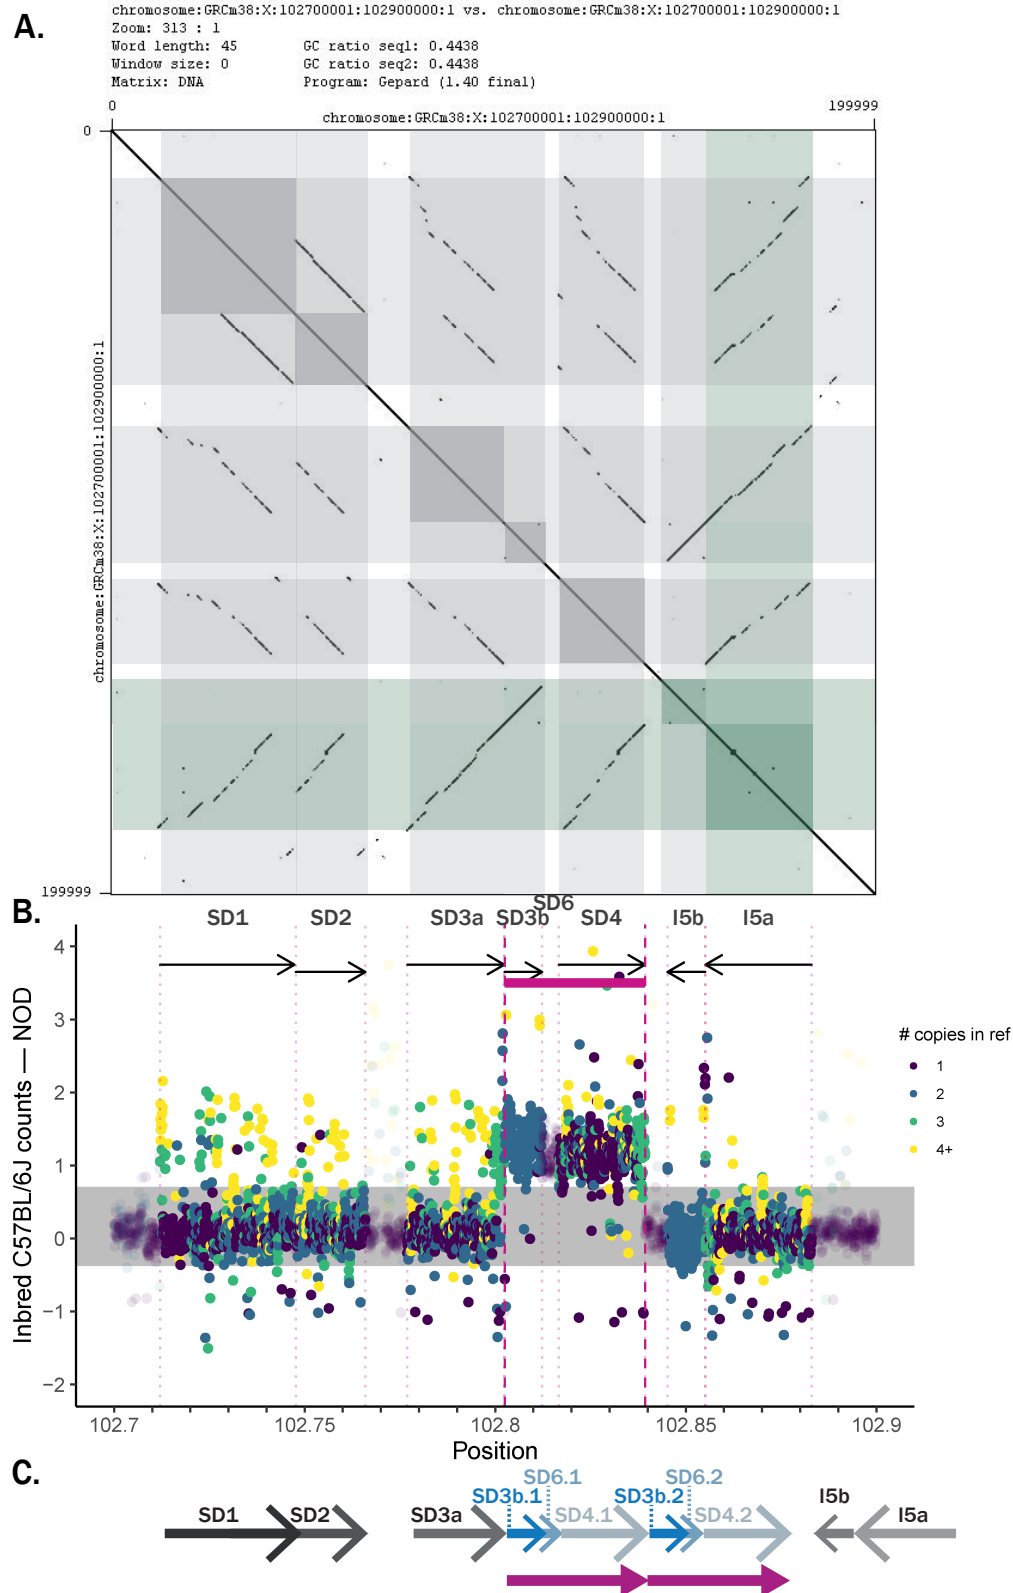 A.
chromosome:GRCm38:X:102700001:102900000:1 vs. chromosome:GRCm38:X:102700001:102900000:1
Zoom: 313 : 1
Word length: 45 GC ratio seq1: 0.4438
Window size: 0 GC ratio seq2: 0.4438
Matrix: DNA Program: Gepard (1.40 final)
0 199999
chromosome:GRCm38:X:102700001:102900000:1
0
chromosome:GRCm38:X:102700001:102900000:1
199999
B.
SD6
SD1 SD2 SD3a SD3b SD4 I5b I5a
4
3
2
1
0
−1
−2
Inbred C57BL/6J counts — NOD
# copies in ref
1
2
3
4+
102.7 102.75 102.8 102.85 102.9
Position
C.
SD6.1 SD6.2
SD3b.1 SD3b.2 I5b
SD1 SD2 SD3a SD4.1 SD4.2 I5a